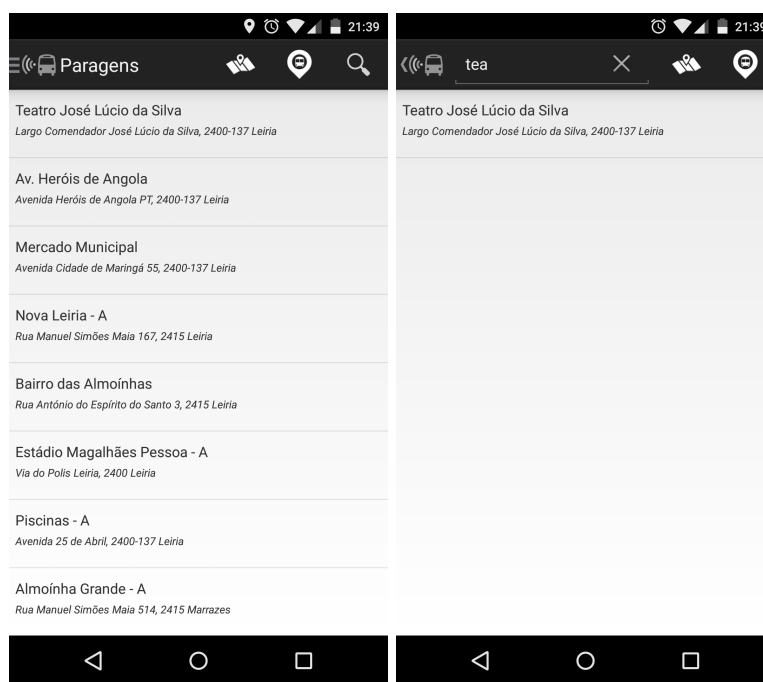 21:39
Paragens
Teatro José Lúcio da Silva
Largo Comendador José Lúcio da Silva, 2400-137 Leiria
Av. Heróis de Angola
Avenida Heróis de Angola PT, 2400-137 Leiria
Mercado Municipal
Avenida Cidade de Maringá 55, 2400-137 Leiria
Nova Leiria - A
Rua Manuel Simões Maia 167, 2415 Leiria
Bairro das Almoínhas
Rua António do Espírito do Santo 3, 2415 Leiria
Estádio Magalhães Pessoa - A
Via do Polis Leiria, 2400 Leiria
Piscinas - A
Avenida 25 de Abril, 2400-137 Leiria
Almoínha Grande - A
Rua Manuel Simões Maia 514, 2415 Marrazes
21:39
tea
Teatro José Lúcio da Silva
Largo Comendador José Lúcio da Silva, 2400-137 Leiria